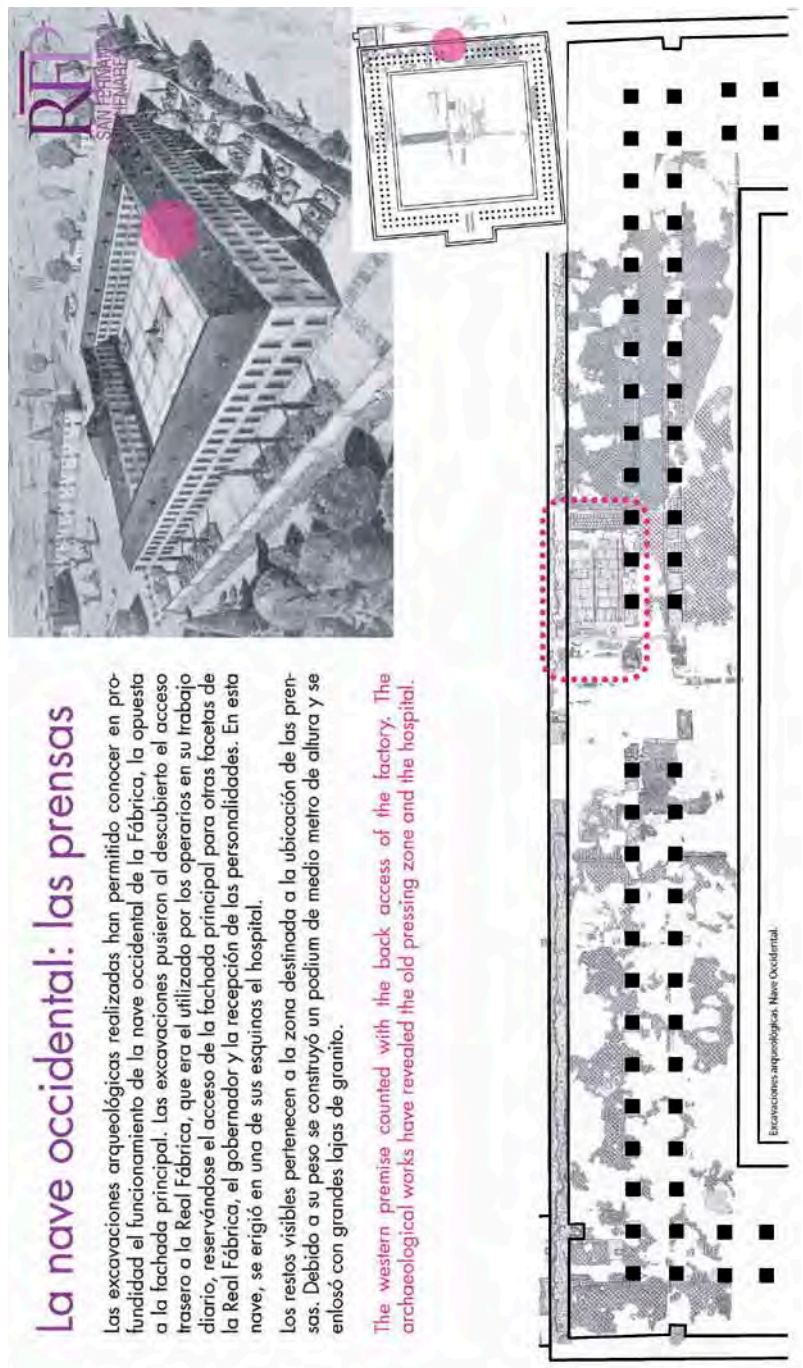 La nave occidental: las prensas
Las excavaciones arqueológicas realizadas han permitido conocer en pro-
fundidad el funcionamiento de la nave occidental de la Fábrica, la opuesta
a la fachada principal. Las excavaciones pusieron al descubierto el acceso
trasero a la Real Fábrica, que era el utilizado por los operarios en su trabajo
diario, reservándose el acceso de la fachada principal para otras facetas de
la Real Fábrica, el gobernador y la recepción de las personalidades. En esta
nave, se erigió en una de sus esquinas el hospital.
Los restos visibles pertenecen a la zona destinada a la ubicación de las pren-
sas. Debido a su peso se construyó un podium de medio metro de altura y se
enlosó con grandes lajas de granito.
The western premise counted with the back access of the factory. The
archaeological works have revealed the old pressing zone and the hospital.
SAN FERNANDO
HENARES
Excavaciones arqueológicas. Nave Occidental.